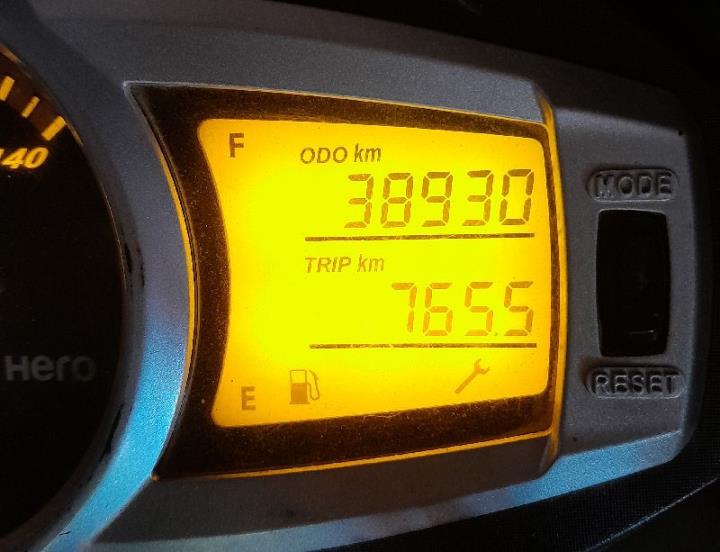 140
F
ODO km
38930
TRIP km
765.5
E
Hero
MODE
RESET